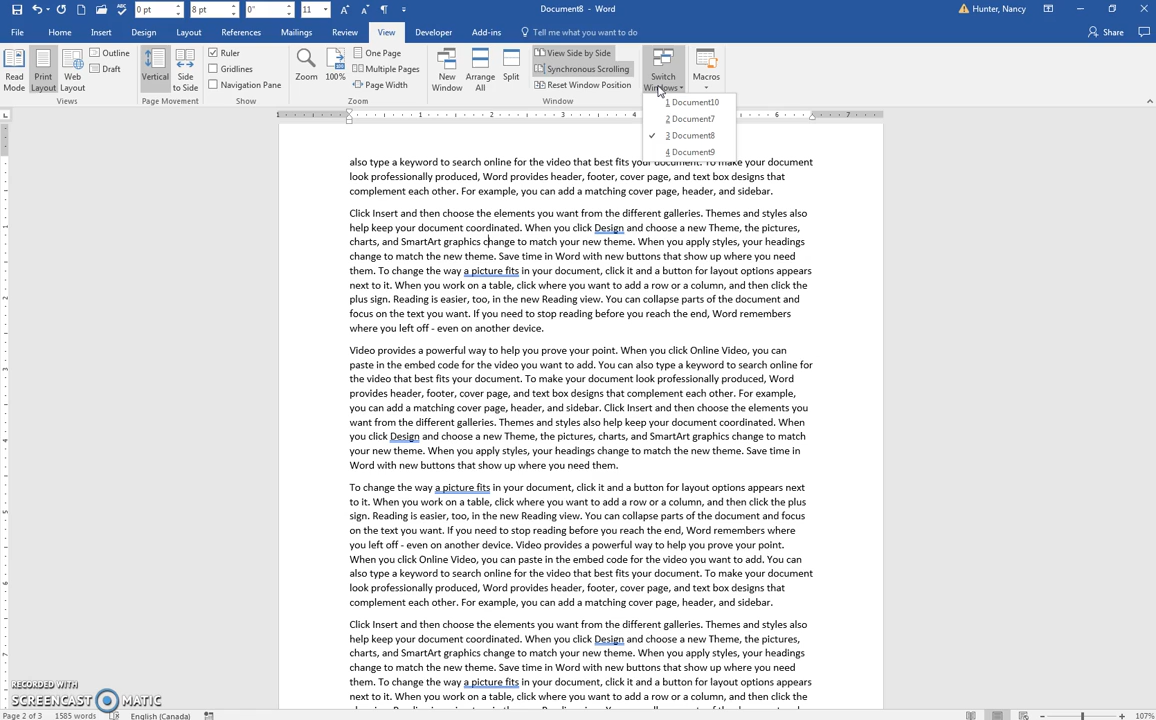 0 pt 8 pt 0" 11 Document8 - Word Hunter, Nancy
File Home Insert Design Layout References Mailings Review View Developer Add-ins Tell me what you want to do Share
Read Mode
Print Layout
Web Layout
Outline
Draft
Views
Vertical
Side to Side
Page Movement
Ruler
Gridlines
Navigation Pane
Show
Zoom
100%
One Page
Multiple Pages
Page Width
Zoom
New Window
Arrange All
Split
View Side by Side
Synchronous Scrolling
Reset Window Position
Window
Switch Windows
Macros
Macros
1 Document10
2 Document7
3 Document8
4 Document9
1 1 2 3 4 6 7
also type a keyword to search online for the video that best fits your document. To make your document
look professionally produced, Word provides header, footer, cover page, and text box designs that
complement each other. For example, you can add a matching cover page, header, and sidebar.
Click Insert and then choose the elements you want from the different galleries. Themes and styles also
help keep your document coordinated. When you click Design and choose a new Theme, the pictures,
charts, and SmartArt graphics change to match your new theme. When you apply styles, your headings
change to match the new theme. Save time in Word with new buttons that show up where you need
them. To change the way a picture fits in your document, click it and a button for layout options appears
next to it. When you work on a table, click where you want to add a row or a column, and then click the
plus sign. Reading is easier, too, in the new Reading view. You can collapse parts of the document and
focus on the text you want. If you need to stop reading before you reach the end, Word remembers
where you left off - even on another device.
Video provides a powerful way to help you prove your point. When you click Online Video, you can
paste in the embed code for the video you want to add. You can also type a keyword to search online for
the video that best fits your document. To make your document look professionally produced, Word
provides header, footer, cover page, and text box designs that complement each other. For example,
you can add a matching cover page, header, and sidebar. Click Insert and then choose the elements you
want from the different galleries. Themes and styles also help keep your document coordinated. When
you click Design and choose a new Theme, the pictures, charts, and SmartArt graphics change to match
your new theme. When you apply styles, your headings change to match the new theme. Save time in
Word with new buttons that show up where you need them.
To change the way a picture fits in your document, click it and a button for layout options appears next
to it. When you work on a table, click where you want to add a row or a column, and then click the plus
sign. Reading is easier, too, in the new Reading view. You can collapse parts of the document and focus
on the text you want. If you need to stop reading before you reach the end, Word remembers where
you left off - even on another device. Video provides a powerful way to help you prove your point.
When you click Online Video, you can paste in the embed code for the video you want to add. You can
also type a keyword to search online for the video that best fits your document. To make your document
look professionally produced, Word provides header, footer, cover page, and text box designs that
complement each other. For example, you can add a matching cover page, header, and sidebar.
Click Insert and then choose the elements you want from the different galleries. Themes and styles also
help keep your document coordinated. When you click Design and choose a new Theme, the pictures,
charts, and SmartArt graphics change to match your new theme. When you apply styles, your headings
change to match the new theme. Save time in Word with new buttons that show up where you need
them. To change the way a picture fits in your document, click it and a button for layout options appears
next to it. When you work on a table, click where you want to add a row or a column, and then click the
RECORDED WITH
SCREENCAST MATIC
Page 2 of 3 1585 words English (Canada) 107%